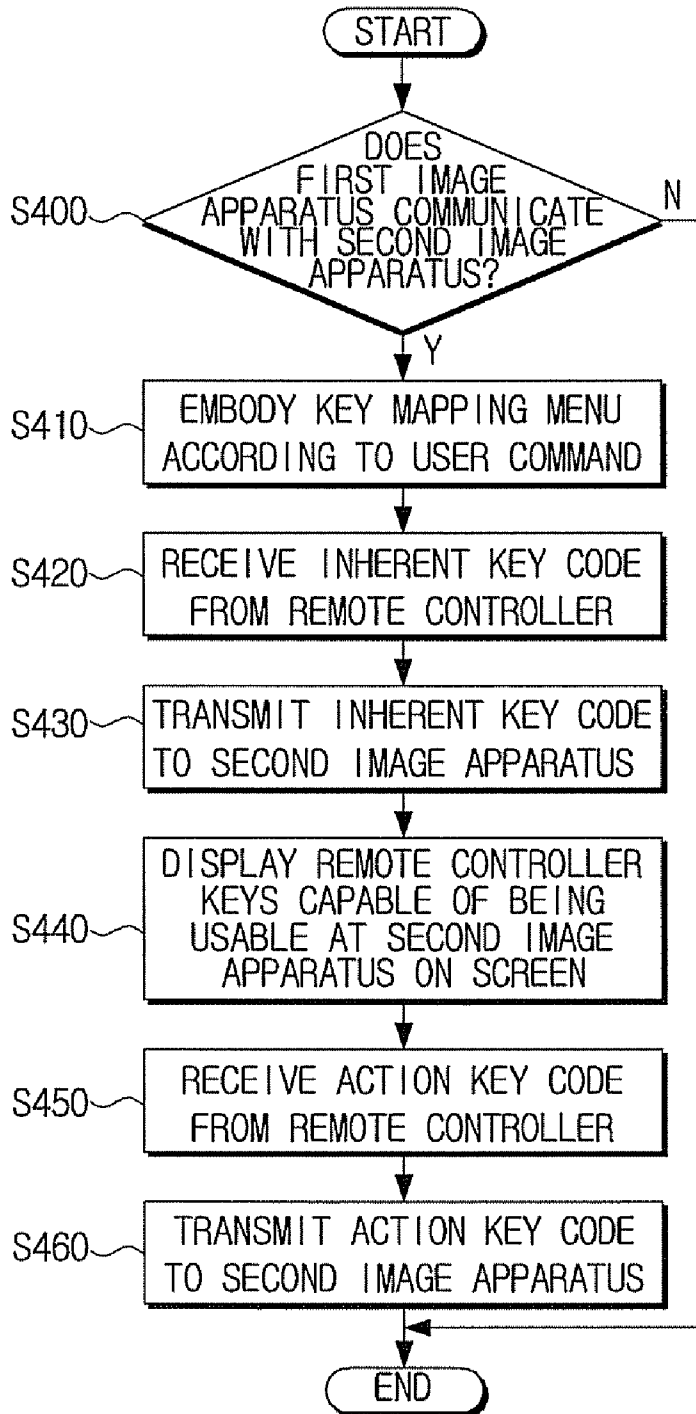 START
S400
DOES
FIRST IMAGE
APPARATUS COMMUNICATE
WITH SECOND IMAGE
APPARATUS?
N
Y
S410
EMBODY KEY MAPPING MENU
ACCORDING TO USER COMMAND
S420
RECEIVE INHERENT KEY CODE
FROM REMOTE CONTROLLER
S430
TRANSMIT INHERENT KEY CODE
TO SECOND IMAGE APPARATUS
S440
DISPLAY REMOTE CONTROLLER
KEYS CAPABLE OF BEING
USABLE AT SECOND IMAGE
APPARATUS ON SCREEN
S450
RECEIVE ACTION KEY CODE
FROM REMOTE CONTROLLER
S460
TRANSMIT ACTION KEY CODE
TO SECOND IMAGE APPARATUS
END